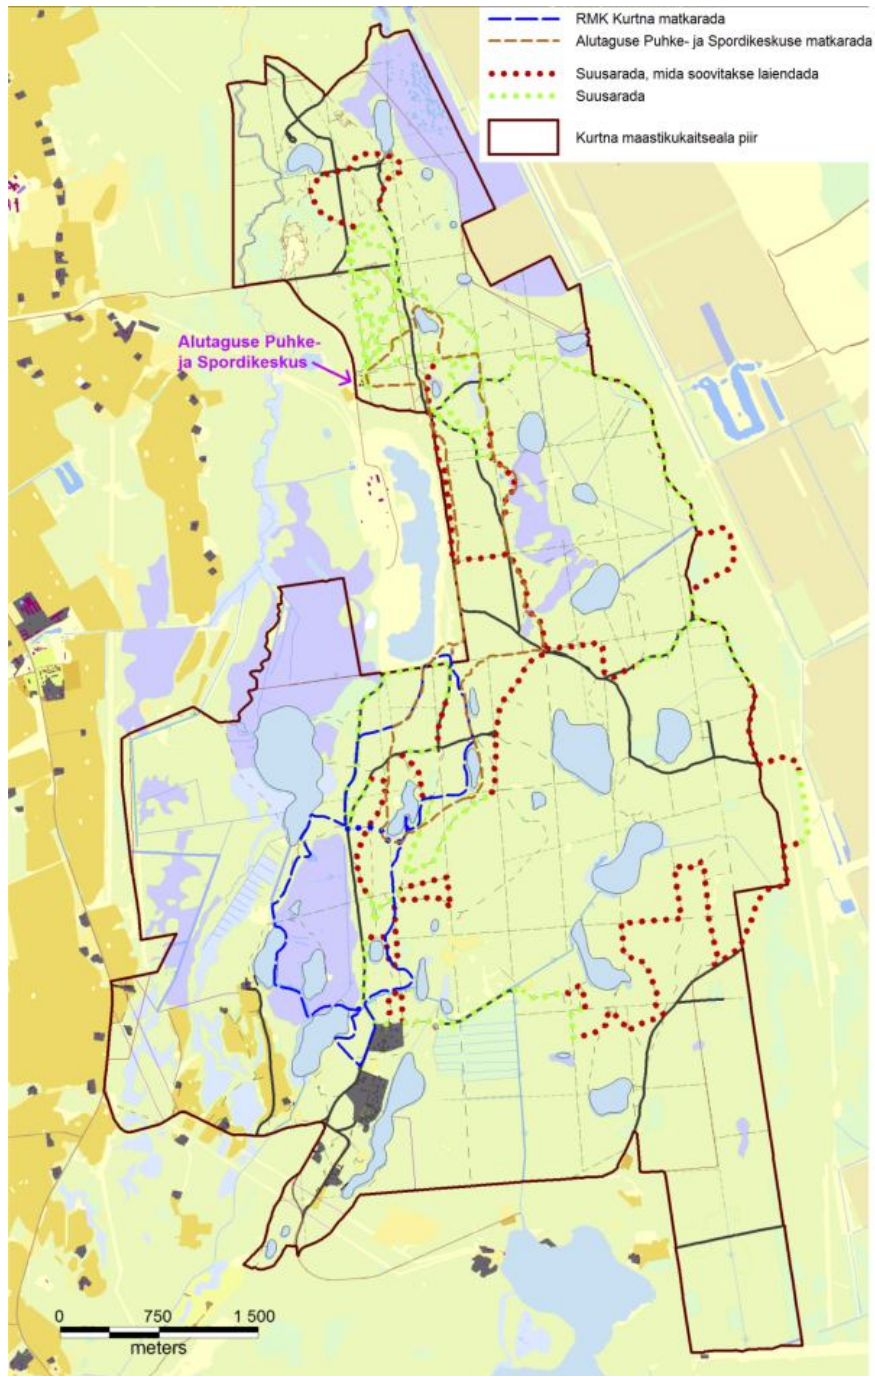 RMK Kurtna matkarada
Alutaguse Puhke- ja Spordikeskuse matkarada
Suusarada, mida soovitakse laiendada
Suusarada
Kurtna maastikukaitseala piir
Alutaguse Puhke-
ja Spordikeskus
0 750 1 500
meters